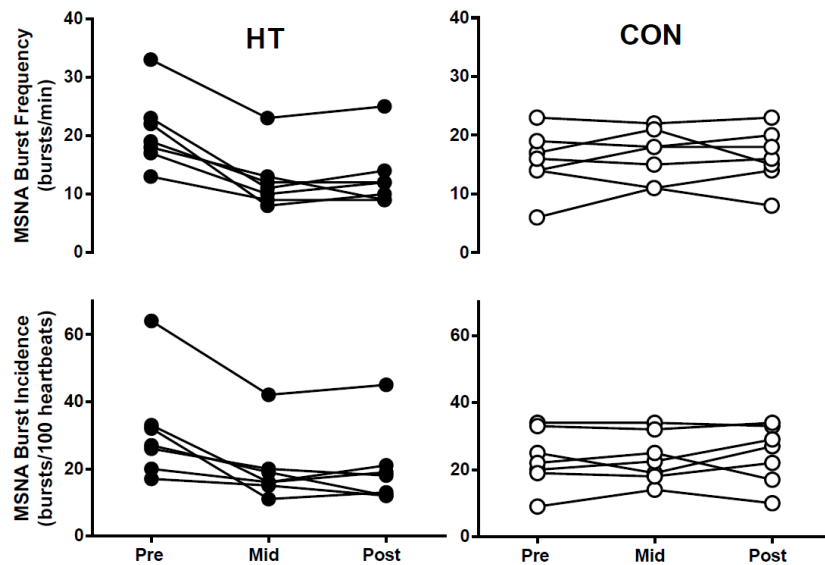 HT
CON
MSNA Burst Frequency
(bursts/min)
40
30
20
10
0
40
30
20
10
0
MSNA Burst Incidence
(bursts/100 heartbeats)
60
40
20
0
60
40
20
0
Pre Mid Post
Pre Mid Post